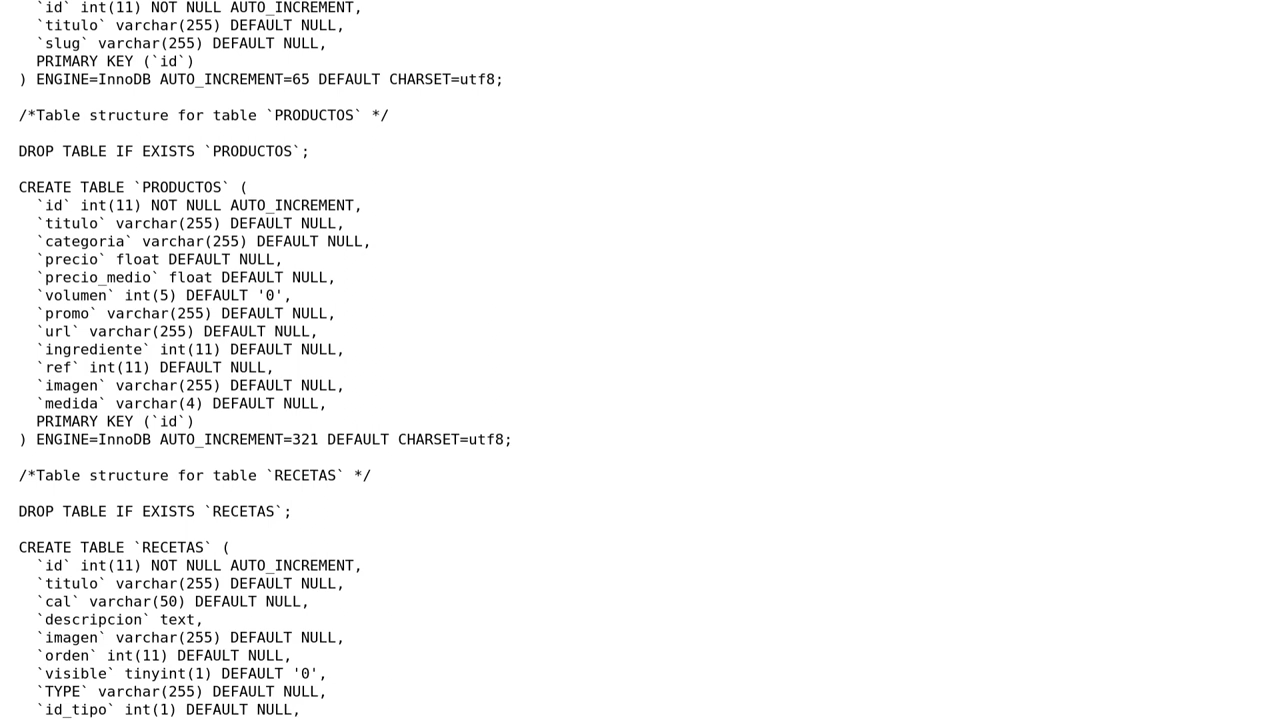 `id` int(11) NOT NULL AUTO_INCREMENT,
`titulo` varchar(255) DEFAULT NULL,
`slug` varchar(255) DEFAULT NULL,
PRIMARY KEY (`id`)
) ENGINE=InnoDB AUTO_INCREMENT=65 DEFAULT CHARSET=utf8;
/*Table structure for table `PRODUCTOS` */
DROP TABLE IF EXISTS `PRODUCTOS`;
CREATE TABLE `PRODUCTOS` (
`id` int(11) NOT NULL AUTO_INCREMENT,
`titulo` varchar(255) DEFAULT NULL,
`categoria` varchar(255) DEFAULT NULL,
`precio` float DEFAULT NULL,
`precio_medio` float DEFAULT NULL,
`volumen` int(5) DEFAULT '0',
`promo` varchar(255) DEFAULT NULL,
`url` varchar(255) DEFAULT NULL,
`ingrediente` int(11) DEFAULT NULL,
`ref` int(11) DEFAULT NULL,
`imagen` varchar(255) DEFAULT NULL,
`medida` varchar(4) DEFAULT NULL,
PRIMARY KEY (`id`)
) ENGINE=InnoDB AUTO_INCREMENT=321 DEFAULT CHARSET=utf8;
/*Table structure for table `RECETAS` */
DROP TABLE IF EXISTS `RECETAS`;
CREATE TABLE `RECETAS` (
`id` int(11) NOT NULL AUTO_INCREMENT,
`titulo` varchar(255) DEFAULT NULL,
`cal` varchar(50) DEFAULT NULL,
`descripcion` text,
`imagen` varchar(255) DEFAULT NULL,
`orden` int(11) DEFAULT NULL,
`visible` tinyint(1) DEFAULT '0',
`TYPE` varchar(255) DEFAULT NULL,
`id_tipo` int(1) DEFAULT NULL,